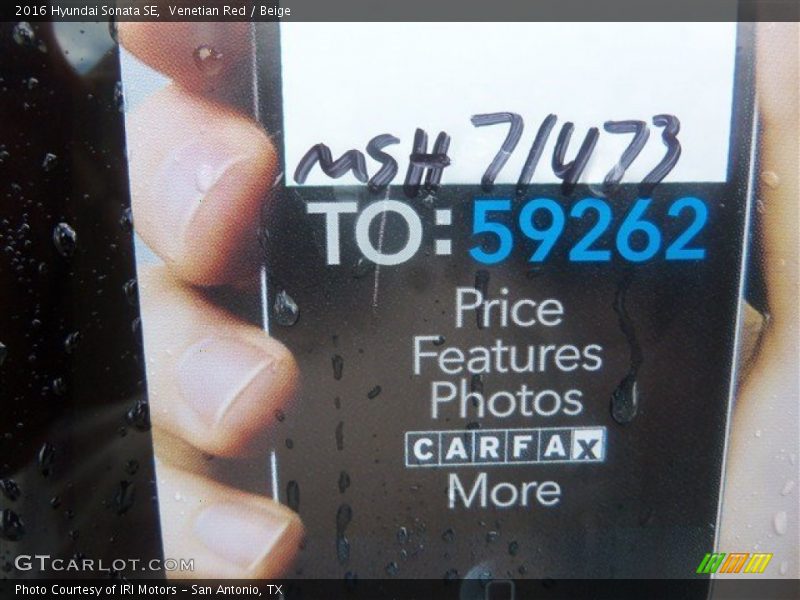 2016 Hyundai Sonata SE,  Venetian Red / Beige
MSH 71473
TO: 59262
Price
Features
Photos
CARFAX
More
GTCARLOT.COM
Photo Courtesy of IRI Motors – San Antonio, TX